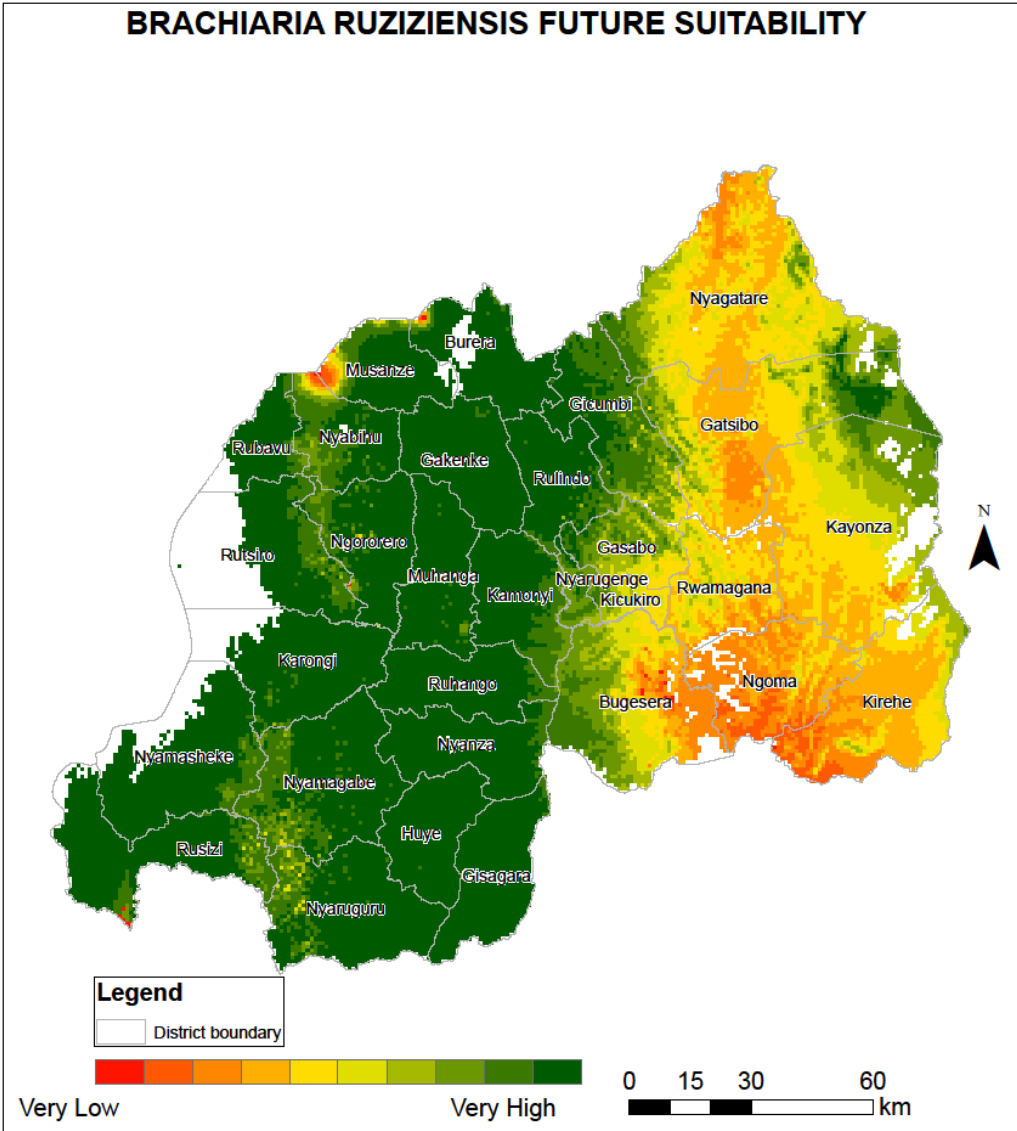 BRACHIARIA RUZIZIENSIS FUTURE SUITABILITY
Nyagatare
Burera
Musanze
Gicumbi
Gatsibo
Nyabihu
Rubavu
Gakenke
Rulindo
Kayonza
N
Ngororero
Gasabo
Rutsiro
Muhanga
Nyarugenge
Rwamagana
Kamonyi
Kicukiro
Karongi
Ruhango
Ngoma
Bugesera
Kirehe
Nyanza
Nyamasheke
Nyamagabe
Huye
Rusizi
Gisagara
Nyaruguru
Legend
District boundary
0 15 30 60
km
Very Low
Very High